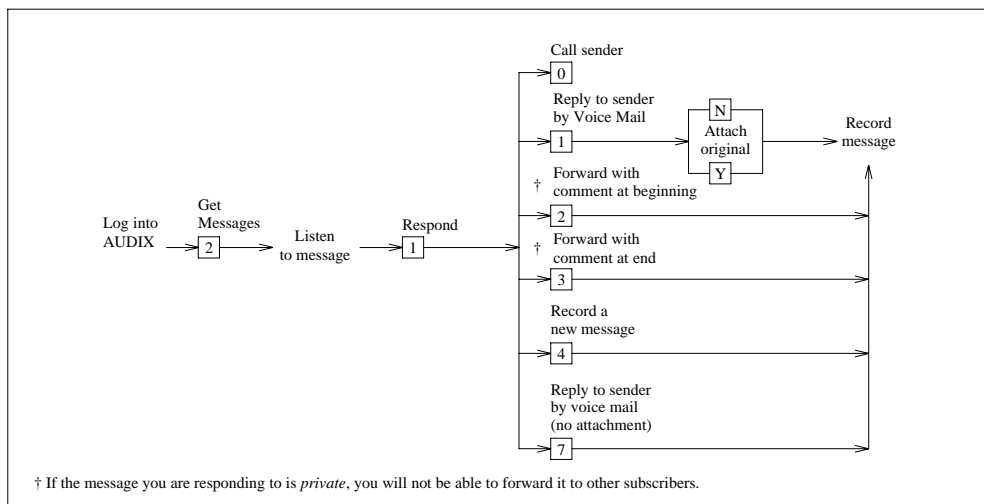 Call sender
0
Reply to sender
by Voice Mail
1
N
Attach
original
Y
Record
message
† Forward with
comment at beginning
2
Log into
AUDIX
Get
Messages
2
Listen
to message
Respond
1
† Forward with
comment at end
3
Record a
new message
4
Reply to sender
by voice mail
(no attachment)
7
† If the message you are responding to is private, you will not be able to forward it to other subscribers.